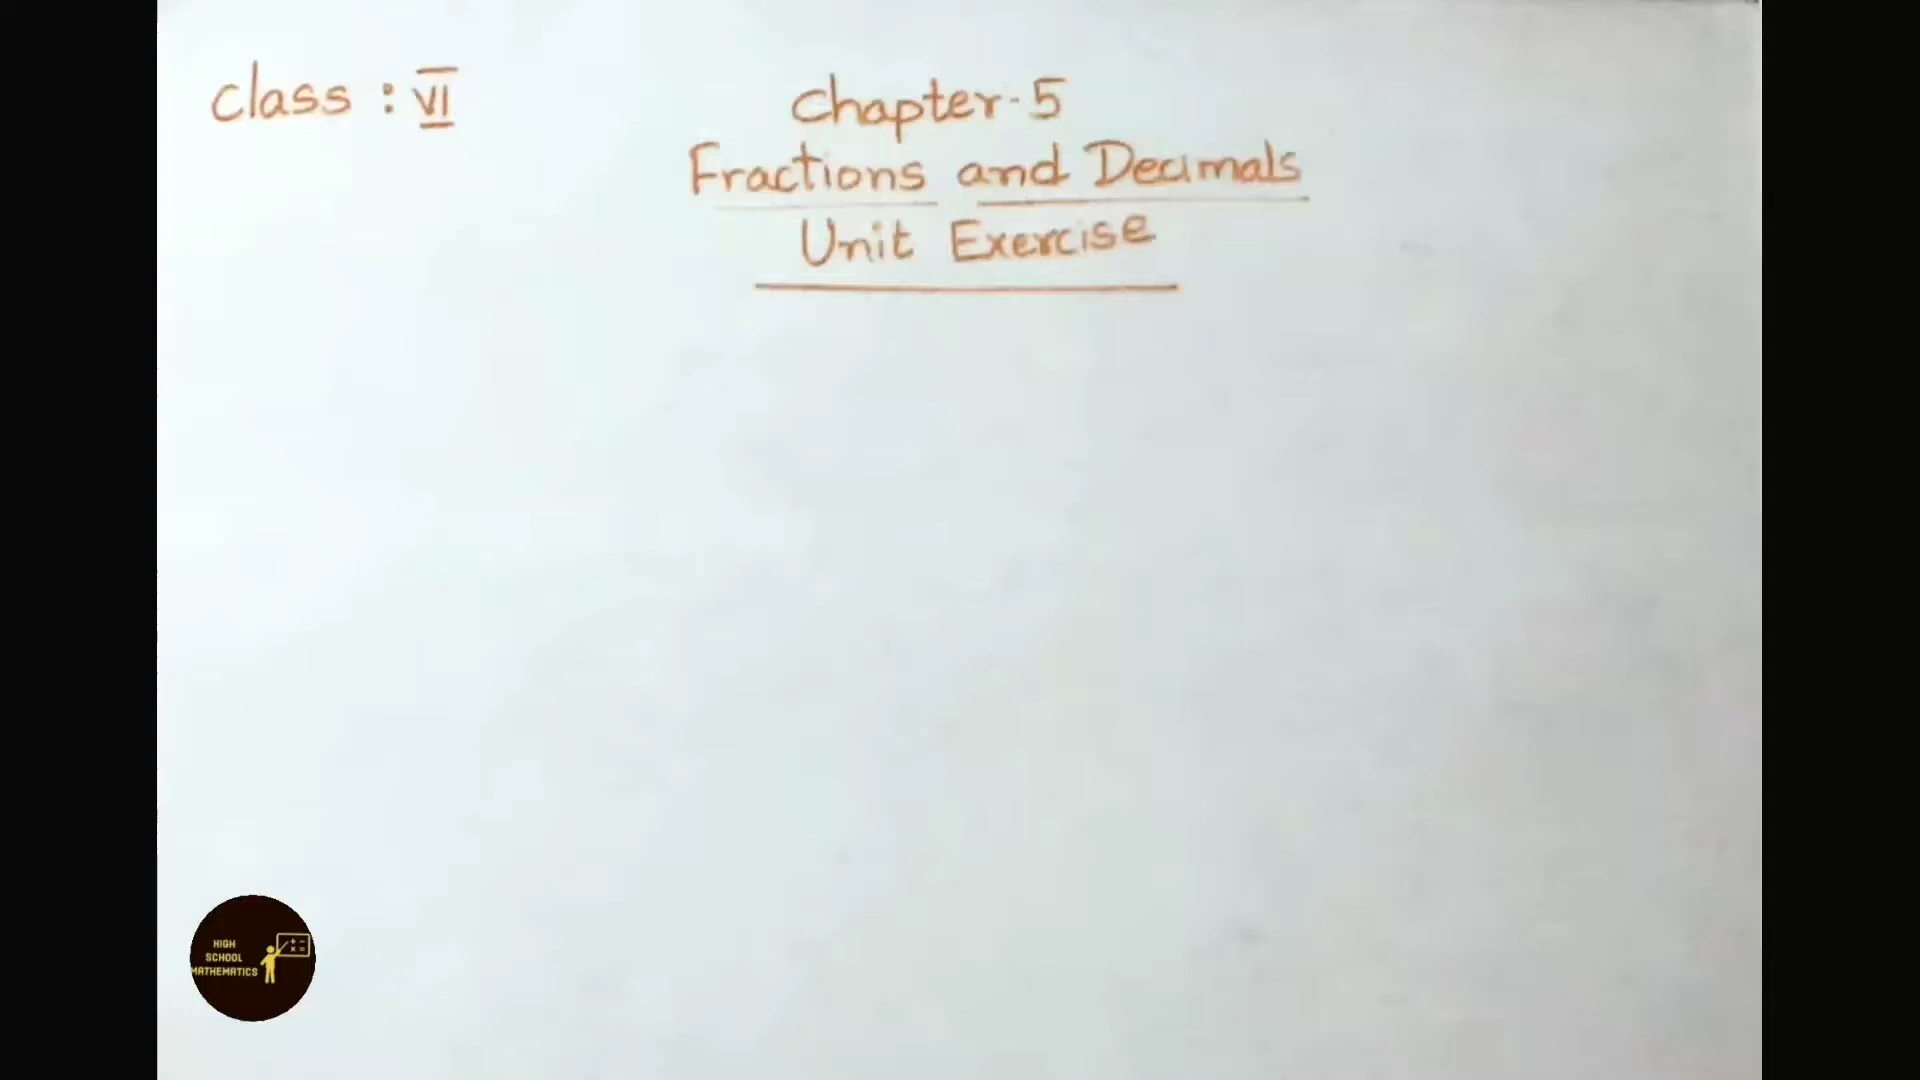 Class : VI
Chapter-5
Fractions and Decimals
Unit Exercise
HIGH
SCHOOL
MATHEMATICS
+ −
× =